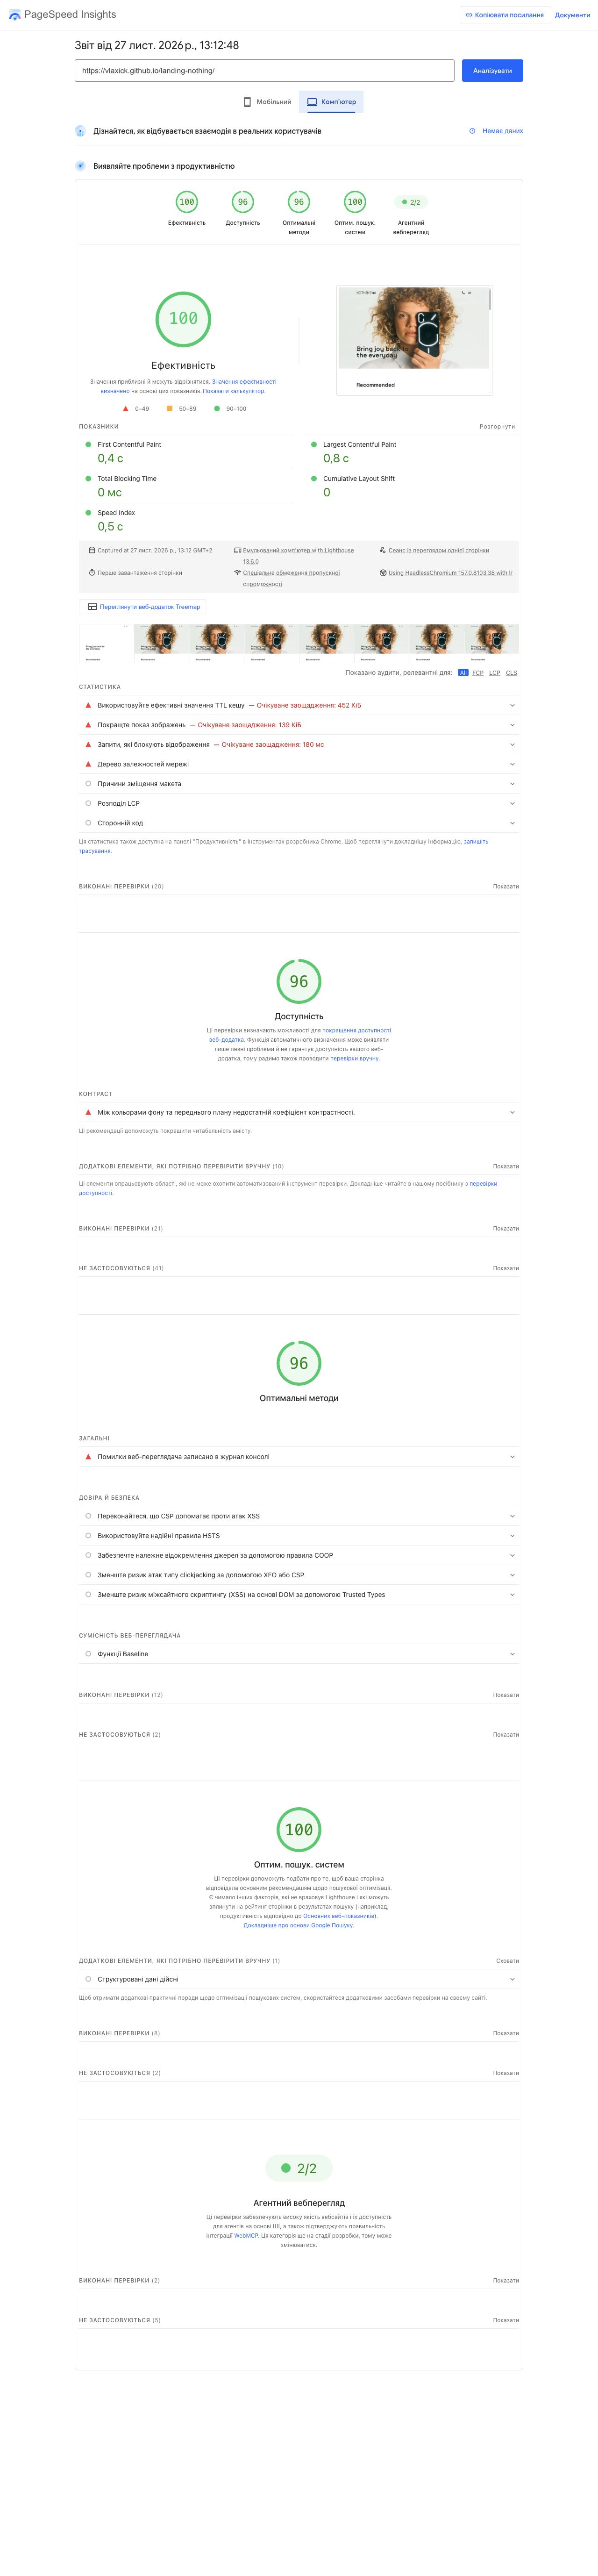 PageSpeed Insights
Копіювати посилання
Документи
Звіт від 27 лист. 2026 р., 13:12:48
https://vlaxick.github.io/landing-nothing/
Аналізувати
Мобільний
Комп'ютер
Дізнайтеся, як відбувається взаємодія в реальних користувачів
Немає даних
Виявляйте проблеми з продуктивністю
100
96
96
100
2/2
Ефективність
Доступність
Оптимальні
методи
Оптим. пошук.
систем
Агентний
вебперегляд
100
Ефективність
Значення приблизні й можуть відрізнятися. Значення ефективності
визначено на основі цих показників. Показати калькулятор.
0–49
50–89
90–100
Bring joy back to
the everyday
Recommended
ПОКАЗНИКИ
Розгорнути
First Contentful Paint
0,4 с
Largest Contentful Paint
0,8 с
Total Blocking Time
0 мс
Cumulative Layout Shift
0
Speed Index
0,5 с
Captured at 27 лист. 2026 р., 13:12 GMT+2
Емульований комп'ютер with Lighthouse
13.6.0
Сеанс із переглядом однієї сторінки
Перше завантаження сторінки
Спеціальне обмеження пропускної
спроможності
Using HeadlessChromium 157.0.8103.38 with lr
Переглянути веб-додаток Treemap
Показано аудити, релевантні для:
All
FCP
LCP
CLS
СТАТИСТИКА
Використовуйте ефективні значення TTL кешу — Очікуване заощадження: 452 КіБ
Покращте показ зображень — Очікуване заощадження: 139 КіБ
Запити, які блокують відображення — Очікуване заощадження: 180 мс
Дерево залежностей мережі
Причини зміщення макета
Розподіл LCP
Сторонній код
Ця статистика також доступна на панелі "Продуктивність" в Інструментах розробника Chrome. Щоб переглянути докладнішу інформацію, запишіть
трасування.
ВИКОНАНІ ПЕРЕВІРКИ (20)
Показати
96
Доступність
Ці перевірки визначають можливості для покращення доступності
веб-додатка. Функція автоматичного визначення може виявляти
лише певні проблеми й не гарантує доступність вашого веб-
додатка, тому радимо також проводити перевірки вручну.
КОНТРАСТ
Між кольорами фону та переднього плану недостатній коефіцієнт контрастності.
Ці рекомендації допоможуть покращити читабельність вмісту.
ДОДАТКОВІ ЕЛЕМЕНТИ, ЯКІ ПОТРІБНО ПЕРЕВІРИТИ ВРУЧНУ (10)
Показати
Ці елементи опрацьовують області, які не може охопити автоматизований інструмент перевірки. Докладніше читайте в нашому посібнику з перевірки
доступності.
ВИКОНАНІ ПЕРЕВІРКИ (21)
Показати
НЕ ЗАСТОСОВУЮТЬСЯ (41)
Показати
96
Оптимальні методи
ЗАГАЛЬНІ
Помилки веб-переглядача записано в журнал консолі
ДОВІРА Й БЕЗПЕКА
Переконайтеся, що CSP допомагає проти атак XSS
Використовуйте надійні правила HSTS
Забезпечте належне відокремлення джерел за допомогою правила COOP
Зменште ризик атак типу clickjacking за допомогою XFO або CSP
Зменште ризик міжсайтного скриптингу (XSS) на основі DOM за допомогою Trusted Types
СУМІСНІСТЬ ВЕБ-ПЕРЕГЛЯДАЧА
Функції Baseline
ВИКОНАНІ ПЕРЕВІРКИ (12)
Показати
НЕ ЗАСТОСОВУЮТЬСЯ (2)
Показати
100
Оптим. пошук. систем
Ці перевірки допоможуть подбати про те, щоб ваша сторінка
відповідала основним рекомендаціям щодо пошукової оптимізації.
Є чимало інших факторів, які не враховує Lighthouse і які можуть
вплинути на рейтинг сторінки в результатах пошуку (наприклад,
продуктивність відповідно до Основних веб-показників).
Докладніше про основи Google Пошуку.
ДОДАТКОВІ ЕЛЕМЕНТИ, ЯКІ ПОТРІБНО ПЕРЕВІРИТИ ВРУЧНУ (1)
Сховати
Структуровані дані дійсні
Щоб отримати додаткові практичні поради щодо оптимізації пошукових систем, скористайтеся додатковими засобами перевірки на своєму сайті.
ВИКОНАНІ ПЕРЕВІРКИ (8)
Показати
НЕ ЗАСТОСОВУЮТЬСЯ (2)
Показати
2/2
Агентний вебперегляд
Ці перевірки забезпечують високу якість вебсайтів і їх доступність
для агентів на основі ШІ, а також підтверджують правильність
інтеграції WebMCP. Ця категорія ще на стадії розробки, тому може
змінюватися.
ВИКОНАНІ ПЕРЕВІРКИ (2)
Показати
НЕ ЗАСТОСОВУЮТЬСЯ (5)
Показати